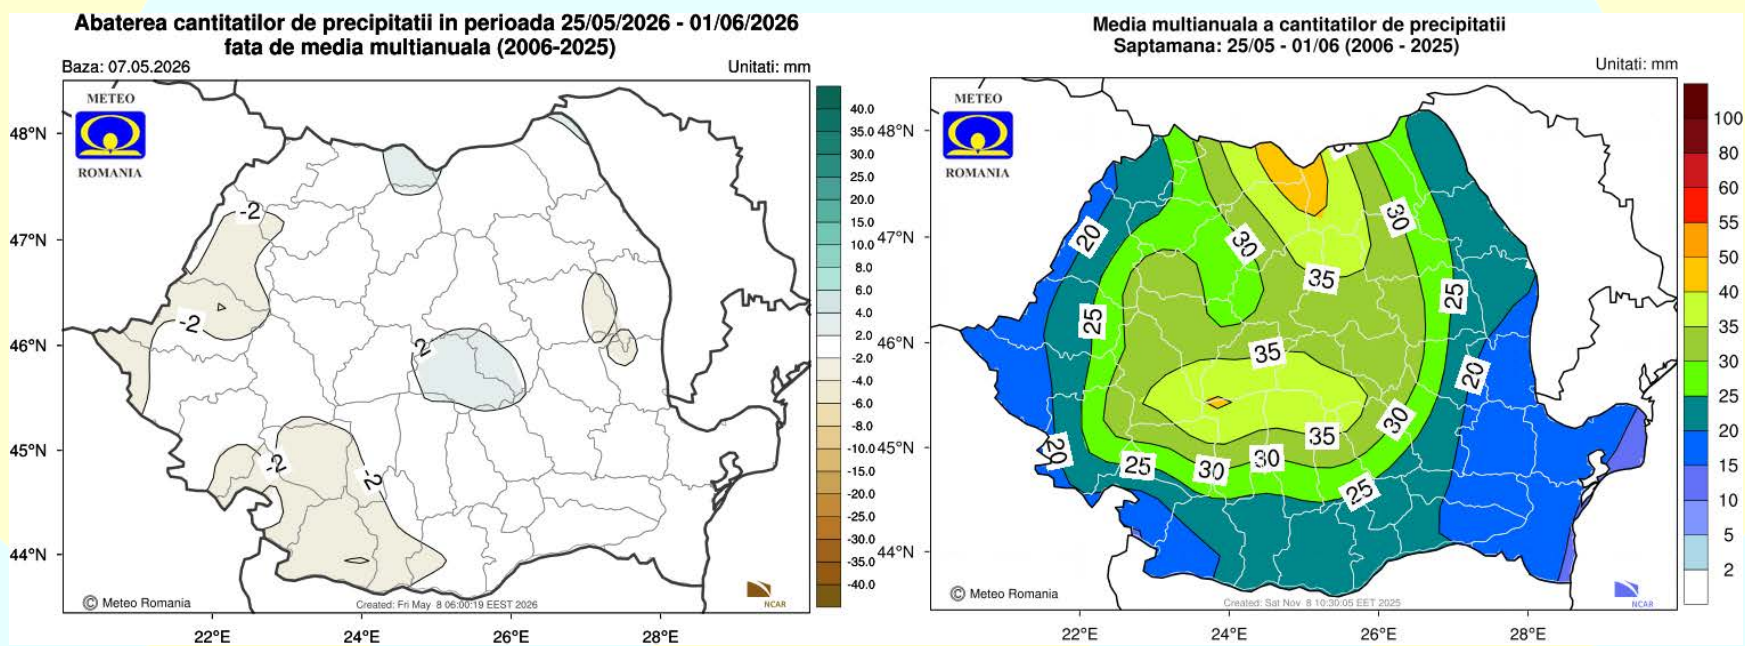 Abaterea cantitatilor de precipitatii in perioada 25/05/2026 - 01/06/2026
fata de media multianuala (2006-2025)
Baza: 07.05.2026
Unitati: mm
METEO
ROMANIA
48°N
47°N
46°N
45°N
44°N
-2
-2
2
-2
-2
© Meteo Romania
Created: Fri May 8 06:00:19 EEST 2026
NCAR
22°E
24°E
26°E
28°E
40.0
35.0
30.0
25.0
20.0
15.0
10.0
8.0
6.0
4.0
2.0
-2.0
-4.0
-6.0
-8.0
-10.0
-15.0
-20.0
-25.0
-30.0
-35.0
-40.0
Media multianuala a cantitatilor de precipitatii
Saptamana: 25/05 - 01/06 (2006 - 2025)
Unitati: mm
METEO
ROMANIA
48°N
47°N
46°N
45°N
44°N
20
30
30
35
25
25
35
20
30
35
20
25
30
30
25
© Meteo Romania
Created: Sat Nov 8 10:30:05 EET 2025
NCAR
22°E
24°E
26°E
28°E
100
80
60
55
50
40
35
30
25
20
15
10
5
2